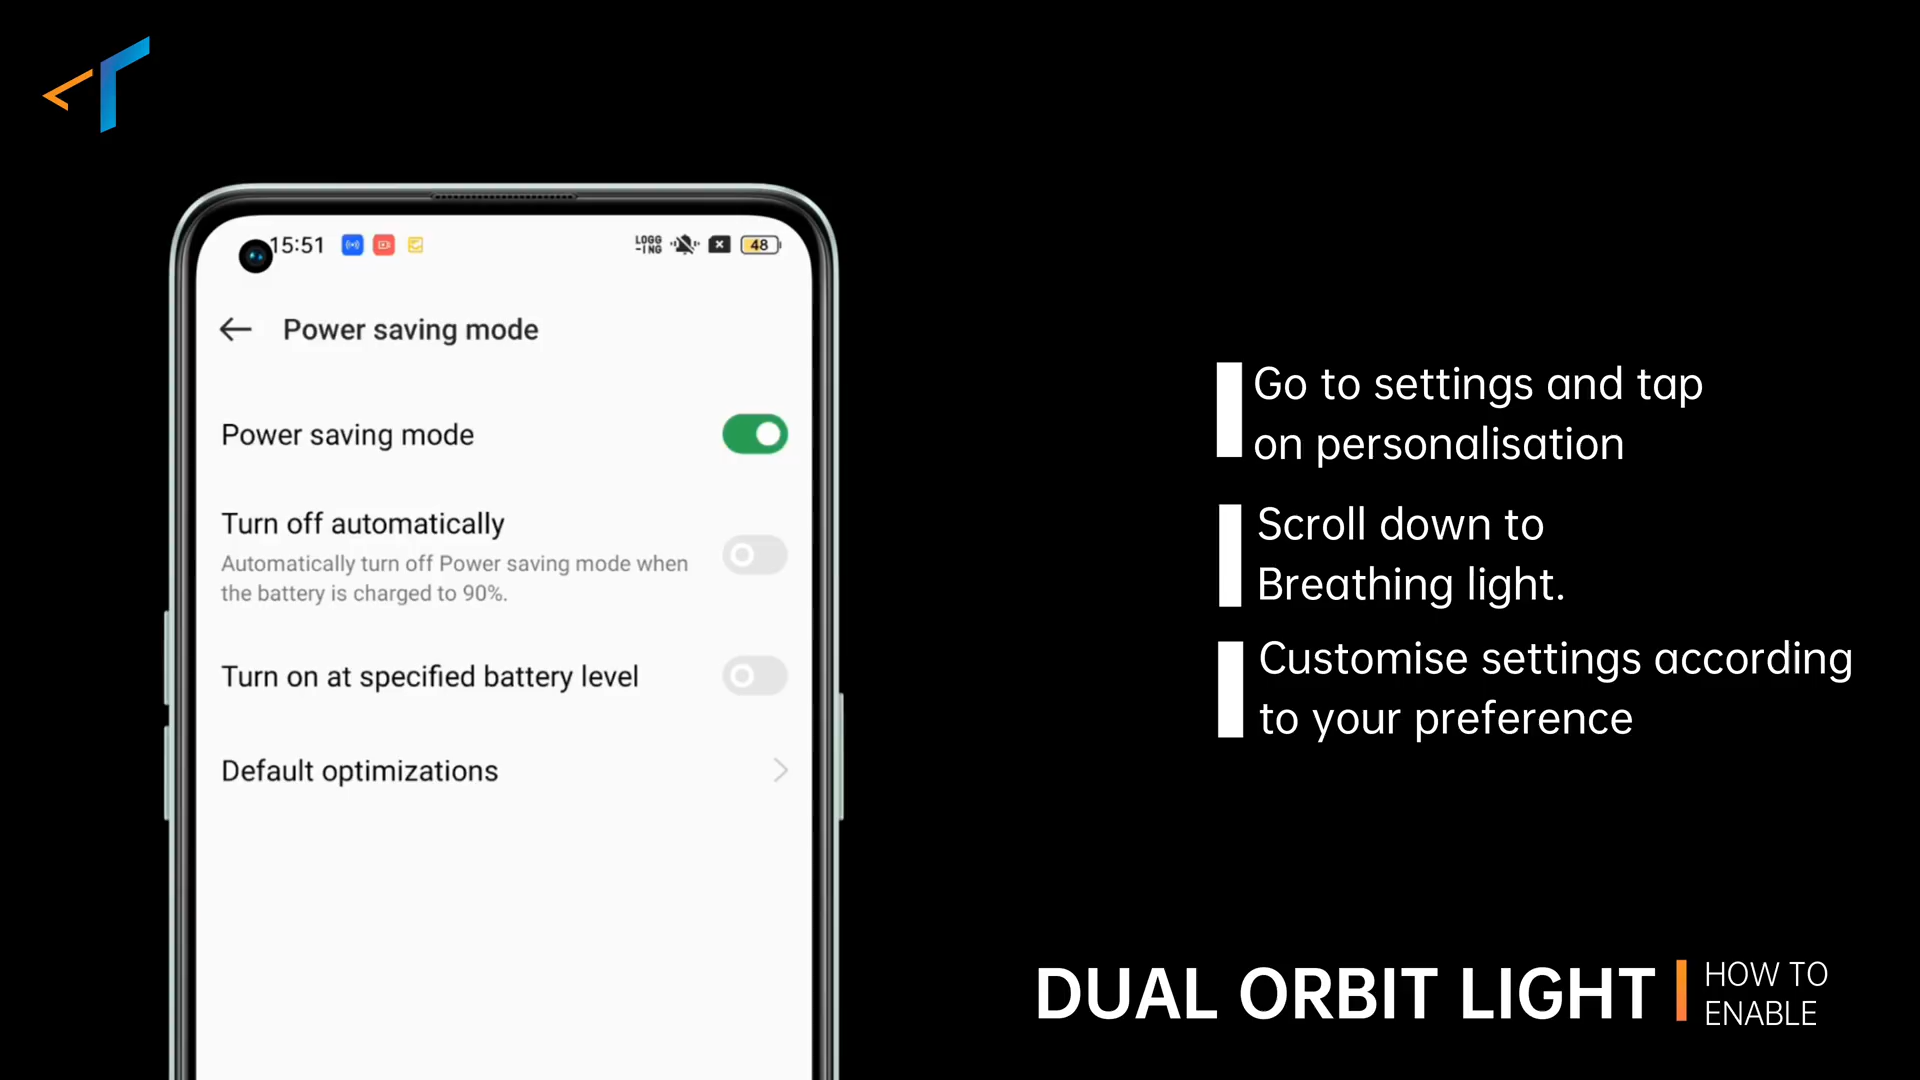 15:51
LOGG
-ING
48
Power saving mode
Power saving mode
Turn off automatically
Automatically turn off Power saving mode when
the battery is charged to 90%.
Turn on at specified battery level
Default optimizations
Go to settings and tap
on personalisation
Scroll down to
Breathing light.
Customise settings according
to your preference
DUAL ORBIT LIGHT
HOW TO
ENABLE